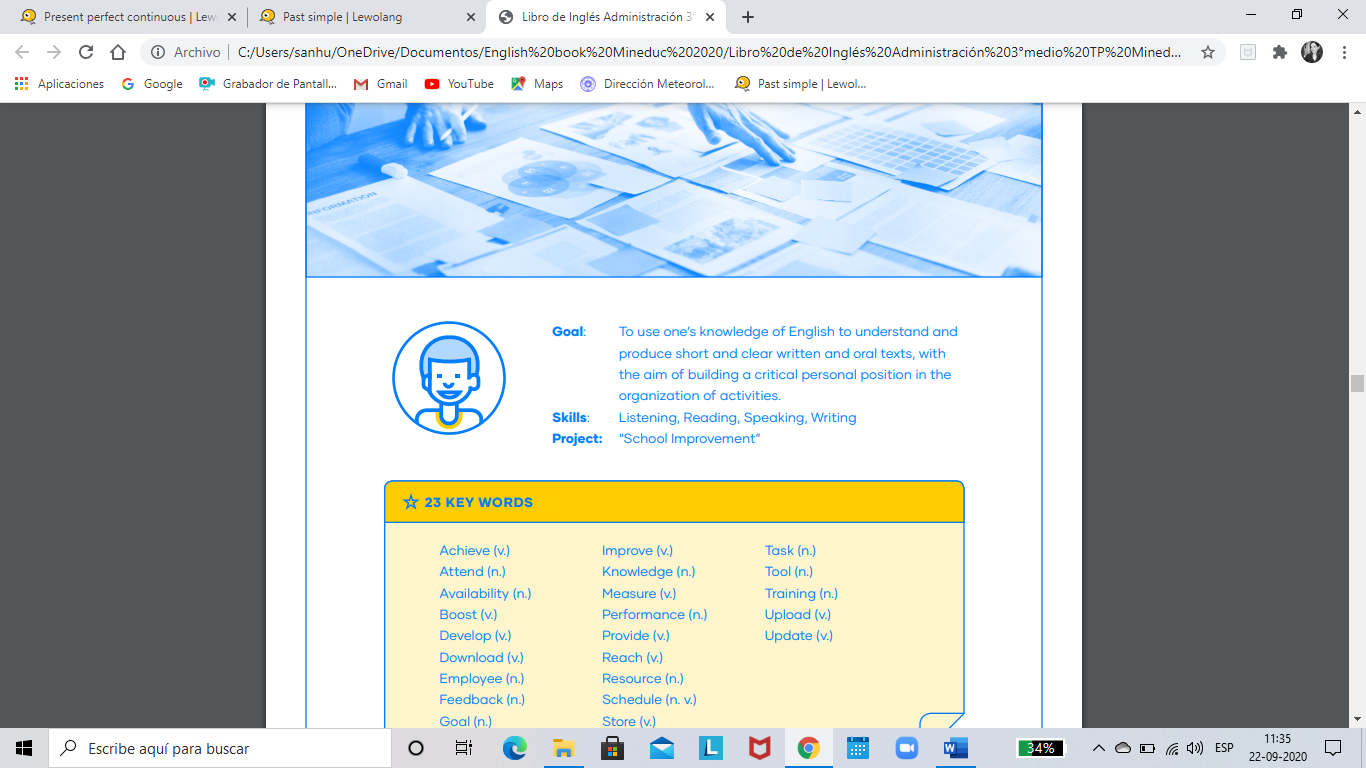 Present perfect continuous | Lew
Past simple | Lewolang
Libro de Inglés Administración 3°
Archivo
C:/Users/sanhu/OneDrive/Documentos/English%20book%20Mineduc%202020/Libro%20de%20Inglés%20Administración%203°medio%20TP%20Mined...
Aplicaciones
Google
Grabador de Pantall...
Gmail
YouTube
Maps
Dirección Meteorol...
Past simple | Lewol...
INFORMATION
Goal: To use one's knowledge of English to understand and
produce short and clear written and oral texts, with
the aim of building a critical personal position in the
organization of activities.
Skills: Listening, Reading, Speaking, Writing
Project: "School Improvement"
23 KEY WORDS
Achieve (v.)
Attend (n.)
Availability (n.)
Boost (v.)
Develop (v.)
Download (v.)
Employee (n.)
Feedback (n.)
Goal (n.)
Improve (v.)
Knowledge (n.)
Measure (v.)
Performance (n.)
Provide (v.)
Reach (v.)
Resource (n.)
Schedule (n. v.)
Store (v.)
Task (n.)
Tool (n.)
Training (n.)
Upload (v.)
Update (v.)
Escribe aquí para buscar
34%
ESP
11:35
22-09-2020